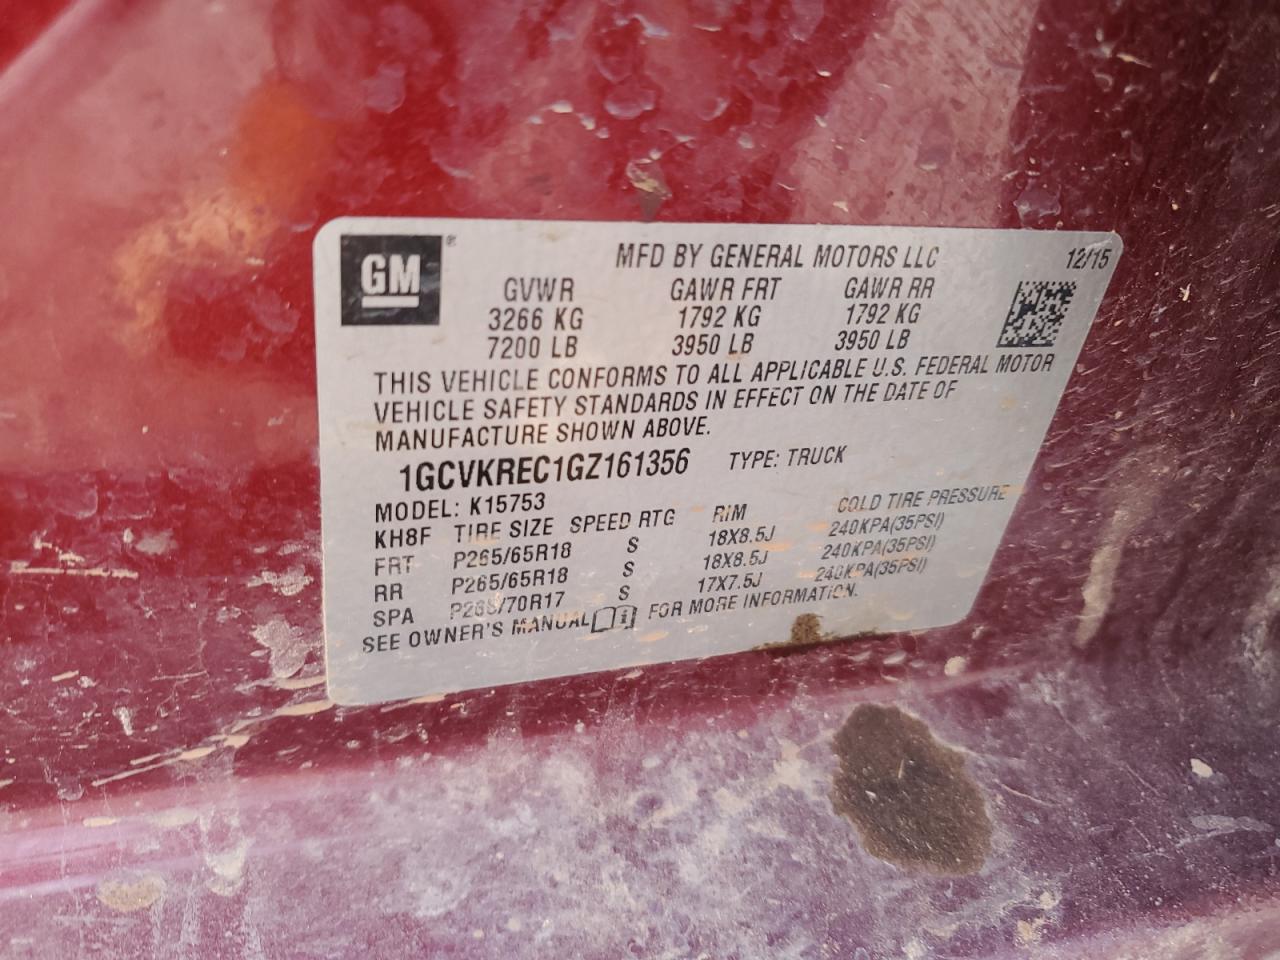 GM
MFD BY GENERAL MOTORS LLC 12/15
GVWR GAWR FRT GAWR RR
3266 KG 1792 KG 1792 KG
7200 LB 3950 LB 3950 LB
THIS VEHICLE CONFORMS TO ALL APPLICABLE U.S. FEDERAL MOTOR
VEHICLE SAFETY STANDARDS IN EFFECT ON THE DATE OF
MANUFACTURE SHOWN ABOVE.
1GCVKREC1GZ161356 TYPE: TRUCK
MODEL: K15753
KH8F TIRE SIZE SPEED RTG RIM COLD TIRE PRESSURE
FRT P265/65R18 S 18X8.5J 240KPA(35PSI)
RR P265/65R18 S 18X8.5J 240KPA(35PSI)
SPA P265/70R17 S 17X7.5J 240KPA(35PSI)
SEE OWNER'S MANUAL FOR MORE INFORMATION.